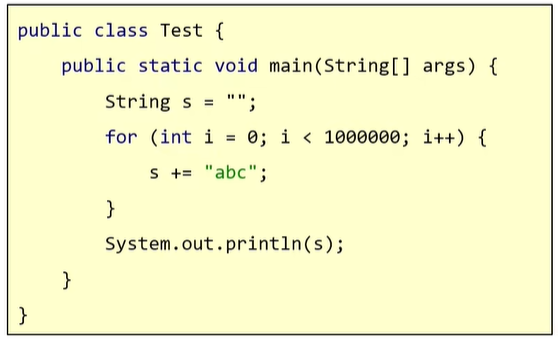 public class Test {
    public static void main(String[] args) {
        String s = "";
        for (int i = 0; i < 1000000; i++) {
            s += "abc";
        }
        System.out.println(s);
    }
}